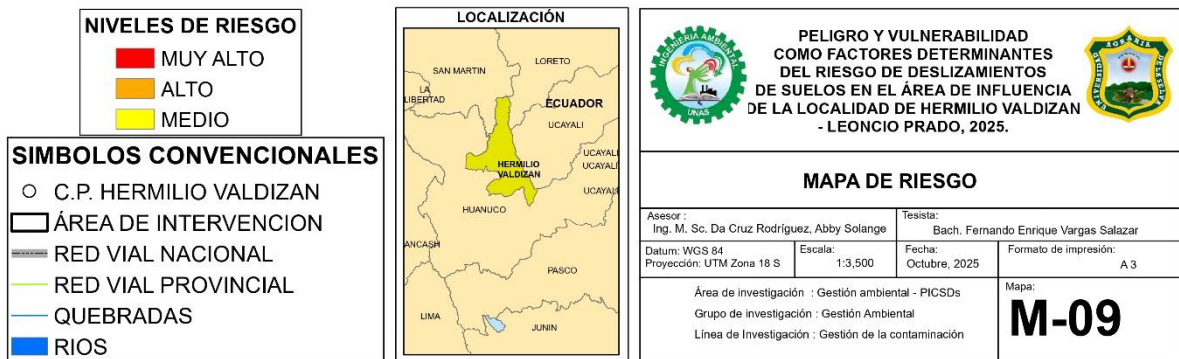 NIVELES DE RIESGO
MUY ALTO
ALTO
MEDIO
SIMBOLOS CONVENCIONALES
C.P. HERMILIO VALDIZAN
ÁREA DE INTERVENCION
RED VIAL NACIONAL
RED VIAL PROVINCIAL
QUEBRADAS
RIOS
LOCALIZACIÓN
SAN MARTIN
LORETO
LA
LIBERTAD
ECUADOR
UCAYALI
UCAYALI
UCAYALI
HERMILIO
VALDIZAN
UCAYALI
HUANUCO
ANCASH
PASCO
LIMA
JUNIN
INGENIERÍA AMBIENTAL
UNAS
PELIGRO Y VULNERABILIDAD
COMO FACTORES DETERMINANTES
DEL RIESGO DE DESLIZAMIENTOS
DE SUELOS EN EL ÁREA DE INFLUENCIA
DE LA LOCALIDAD DE HERMILIO VALDIZAN
- LEONCIO PRADO, 2025.
MAPA DE RIESGO
Asesor :
Ing. M. Sc. Da Cruz Rodríguez, Abby Solange
Tesista:
Bach. Fernando Enrique Vargas Salazar
Datum: WGS 84
Proyección: UTM Zona 18 S
Escala:
1:3,500
Fecha:
Octubre, 2025
Formato de impresión:
A 3
Área de investigación : Gestión ambiental - PICSDs
Grupo de investigación : Gestión Ambiental
Línea de Investigación : Gestión de la contaminación
Mapa:
M-09